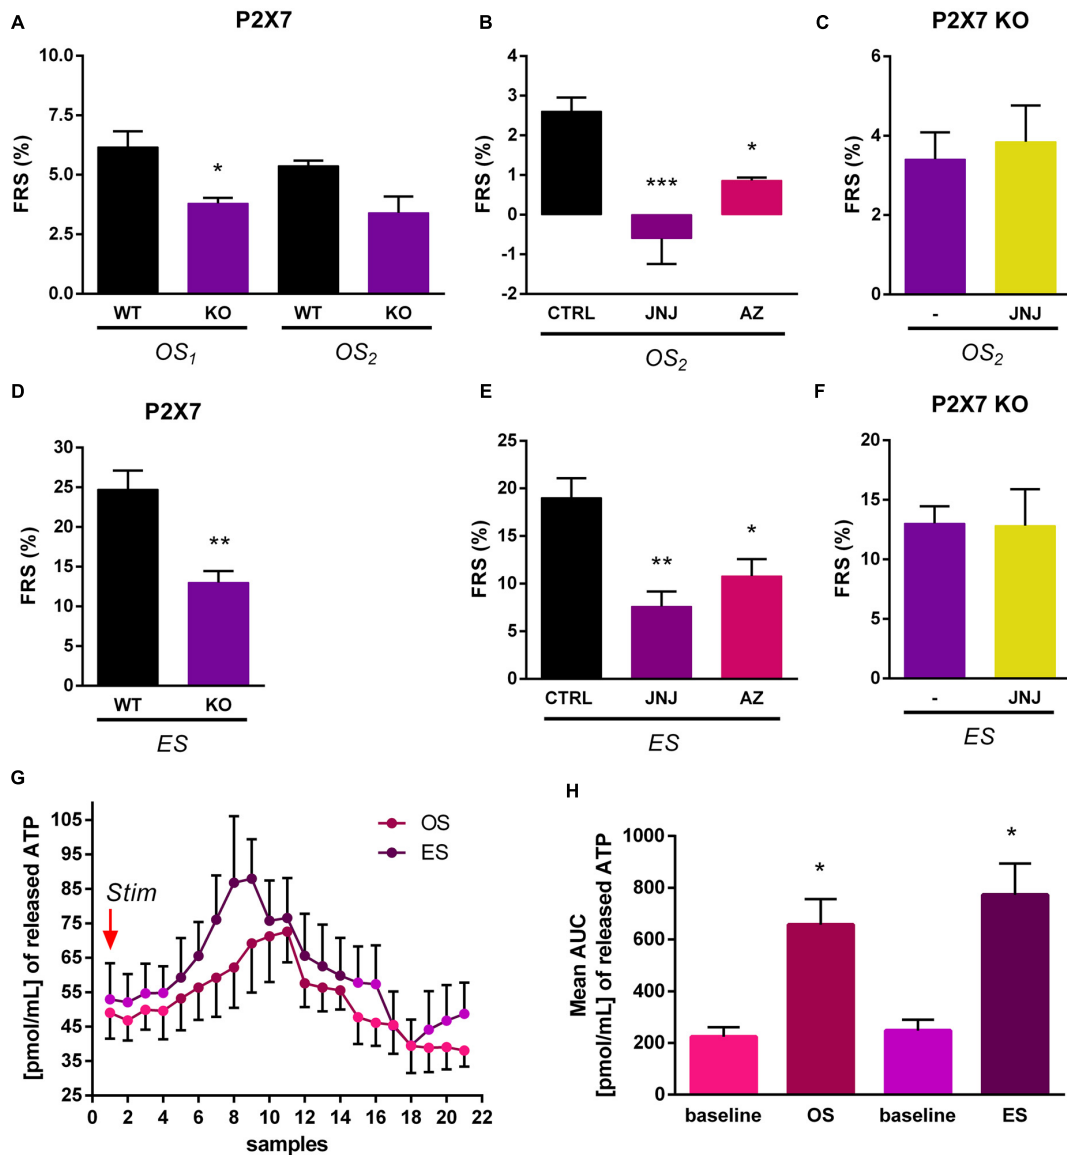 A
P2X7
FRS (%)
10.0
7.5
5.0
2.5
0.0
*
WT KO WT KO
OS1 OS2
B
FRS (%)
4
3
2
1
0
-1
-2
***
*
CTRL JNJ AZ
OS2
C
P2X7 KO
FRS (%)
6
4
2
0
- JNJ
OS2
D
P2X7
FRS (%)
30
25
20
15
10
5
0
**
WT KO
ES
E
FRS (%)
25
20
15
10
5
0
**
*
CTRL JNJ AZ
ES
F
P2X7 KO
FRS (%)
20
15
10
5
0
- JNJ
ES
G
[pmol/mL] of released ATP
105
95
85
75
65
55
45
35
25
Stim
OS
ES
0 2 4 6 8 10 12 14 16 18 20 22
samples
H
Mean AUC
[pmol/mL] of released ATP
1000
800
600
400
200
0
*
*
baseline OS baseline ES